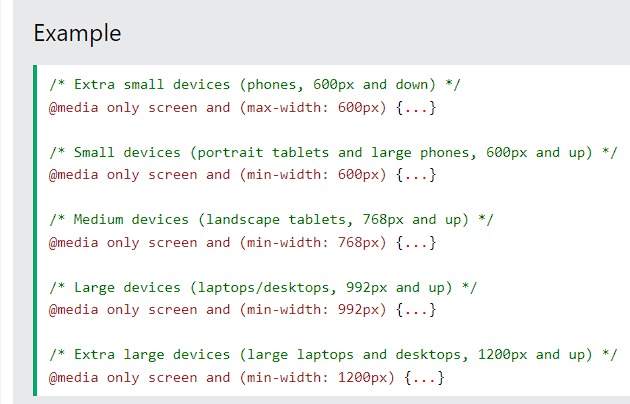 Example
/* Extra small devices (phones, 600px and down) */
@media only screen and (max-width: 600px) {...}
/* Small devices (portrait tablets and large phones, 600px and up) */
@media only screen and (min-width: 600px) {...}
/* Medium devices (landscape tablets, 768px and up) */
@media only screen and (min-width: 768px) {...}
/* Large devices (laptops/desktops, 992px and up) */
@media only screen and (min-width: 992px) {...}
/* Extra large devices (large laptops and desktops, 1200px and up) */
@media only screen and (min-width: 1200px) {...}